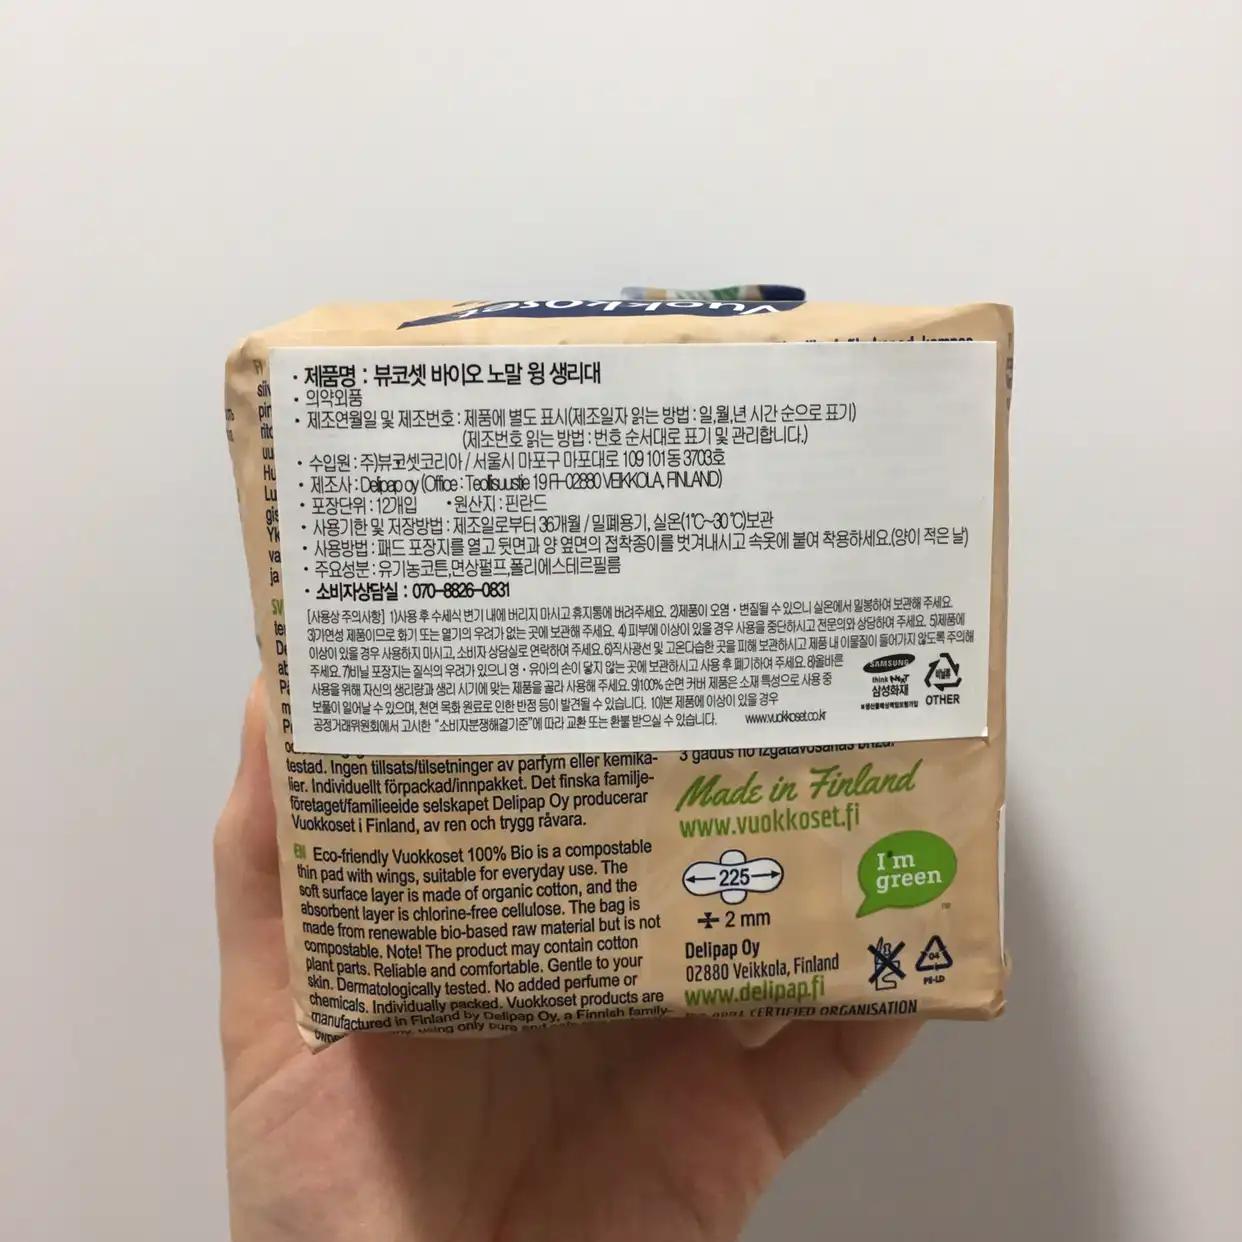 Vuokkoset
• 제품명 : 뷰코셋 바이오 노말 윙 생리대
• 의약외품
• 제조연월일 및 제조번호 : 제품에 별도 표시(제조일자 읽는 방법 : 일,월,년 시간 순으로 표기)
(제조번호 읽는 방법 : 번호 순서대로 표기 및 관리합니다.)
• 수입원 : 주)뷰코셋코리아 / 서울시 마포구 마포대로 109 101동 3703호
• 제조사 : Delipap oy (Office : Teollisuustie 19 FI-02880 VEIKKOLA, FINLAND)
• 포장단위 : 12개입 • 원산지 : 핀란드
• 사용기한 및 저장방법 : 제조일로부터 36개월 / 밀폐용기, 실온(1℃~30℃)보관
• 사용방법 : 패드 포장지를 열고 뒷면과 양 옆면의 접착종이를 벗겨내시고 속옷에 붙여 착용하세요.(양이 적은 날)
• 주요성분 : 유기농코튼,면상펄프,폴리에스테르필름
• 소비자상담실 : 070-8826-0831
[사용상 주의사항] 1)사용 후 수세식 변기 내에 버리지 마시고 휴지통에 버려주세요. 2)제품이 오염・변질될 수 있으니 실온에서 밀봉하여 보관해 주세요.
3)가연성 제품이므로 화기 또는 열기의 우려가 없는 곳에 보관해 주세요. 4) 피부에 이상이 있을 경우 사용을 중단하시고 전문의와 상담하여 주세요. 5)제품에
이상이 있을 경우 사용하지 마시고, 소비자 상담실로 연락하여 주세요. 6)직사광선 및 고온다습한 곳을 피해 보관하시고 제품 내 이물질이 들어가지 않도록 주의해
주세요. 7)비닐 포장지는 질식의 우려가 있으니 영・유아의 손이 닿지 않는 곳에 보관하시고 사용 후 폐기하여 주세요. 8)올바른
사용을 위해 자신의 생리량과 생리 시기에 맞는 제품을 골라 사용해 주세요. 9)100% 순면 커버 제품은 소재 특성으로 사용 중
보풀이 일어날 수 있으며, 천연 목화 원료로 인한 반점 등이 발견될 수 있습니다. 10)본 제품에 이상이 있을 경우
공정거래위원회에서 고시한 "소비자분쟁해결기준"에 따라 교환 또는 환불 받으실 수 있습니다. www.vuokkoset.co.kr
SAMSUNG
think NEXT
삼성화재
*생산물배상책임보험가입
비닐류
OTHER
testad. Ingen tillsats/tilsetninger av parfym eller kemika-
lier. Individuellt förpackad/innpakket. Det finska familje-
företaget/familieeide selskapet Delipap Oy producerar
Vuokkoset i Finland, av ren och trygg råvara.
EN Eco-friendly Vuokkoset 100% Bio is a compostable
thin pad with wings, suitable for everyday use. The
soft surface layer is made of organic cotton, and the
absorbent layer is chlorine-free cellulose. The bag is
made from renewable bio-based raw material but is not
compostable. Note! The product may contain cotton
plant parts. Reliable and comfortable. Gentle to your
skin. Dermatologically tested. No added perfume or
chemicals. Individually packed. Vuokkoset products are
manufactured in Finland by Delipap Oy, a Finnish family-
using only pure and
3 gadus no izgatavošanas brīža.
Made in Finland
www.vuokkoset.fi
225
2 mm
I'm
green
Delipap Oy
02880 Veikkola, Finland
www.delipap.fi
04
PE-LD
CERTIFIED ORGANISATION